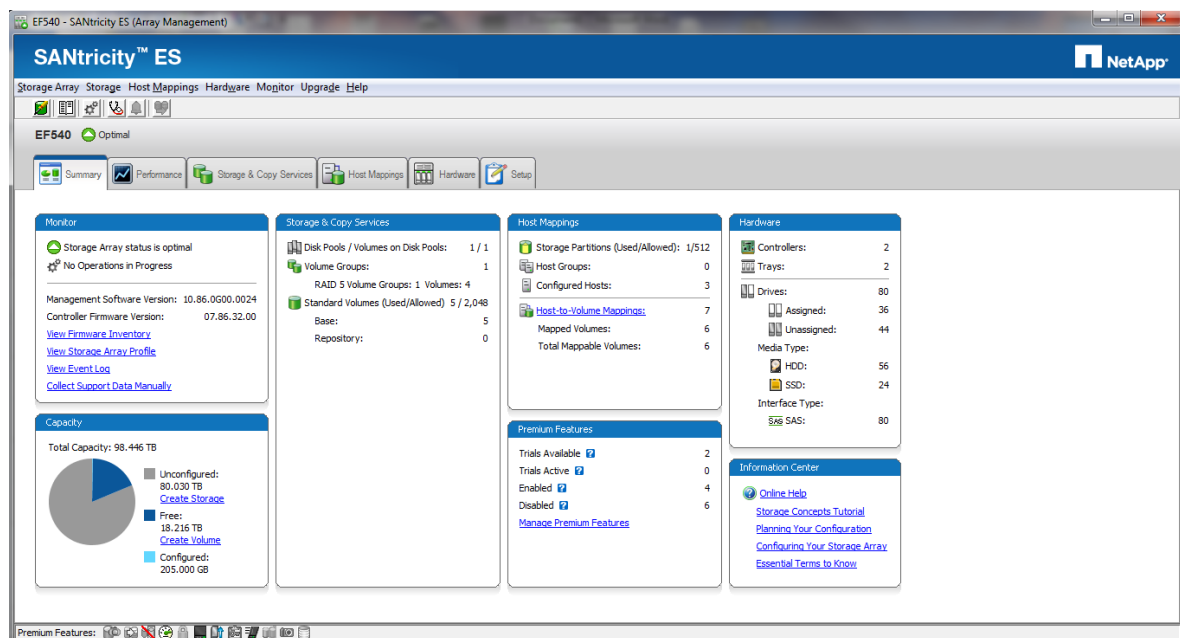 EF540 - SANtricity ES (Array Management)
SANtricity™ ES
NetApp
Storage Array Storage Host Mappings Hardware Monitor Upgrade Help
EF540 Optimal
Summary Performance Storage & Copy Services Host Mappings Hardware Setup
Monitor
Storage Array status is optimal
No Operations in Progress
Management Software Version: 10.86.0G00.0024
Controller Firmware Version: 07.86.32.00
View Firmware Inventory
View Storage Array Profile
View Event Log
Collect Support Data Manually
Capacity
Total Capacity: 98.446 TB
Unconfigured:
80.030 TB
Create Storage
Free:
18.216 TB
Create Volume
Configured:
205.000 GB
Storage & Copy Services
Disk Pools / Volumes on Disk Pools: 1 / 1
Volume Groups: 1
RAID 5 Volume Groups: 1 Volumes: 4
Standard Volumes (Used/Allowed) 5 / 2,048
Base: 5
Repository: 0
Host Mappings
Storage Partitions (Used/Allowed): 1/512
Host Groups: 0
Configured Hosts: 3
Host-to-Volume Mappings: 7
Mapped Volumes: 6
Total Mappable Volumes: 6
Premium Features
Trials Available ? 2
Trials Active ? 0
Enabled ? 4
Disabled ? 6
Manage Premium Features
Hardware
Controllers: 2
Trays: 2
Drives: 80
Assigned: 36
Unassigned: 44
Media Type:
HDD: 56
SSD: 24
Interface Type:
SAS SAS: 80
Information Center
? Online Help
Storage Concepts Tutorial
Planning Your Configuration
Configuring Your Storage Array
Essential Terms to Know
Premium Features: